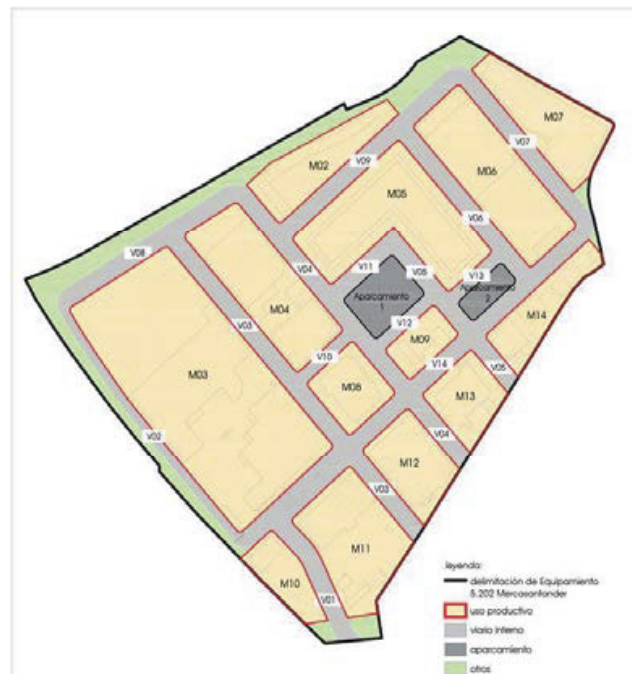 M07
V07
M02
V09
M06
M05
V06
V08
V04
V11
V05
V13
Aparcamiento
1
Aparcamiento
2
M04
V12
M14
V03
M09
V10
V14
M03
M08
V05
M13
V02
V04
M12
V03
M11
M10
V01
leyenda:
delimitación de Equipamiento
5.202 Mercasantander
uso productivo
viario interno
aparcamiento
otros